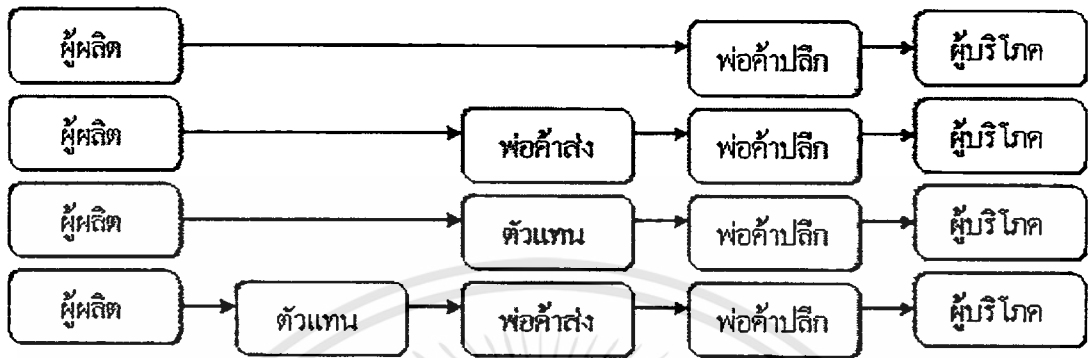 ผู้ผลิต พ่อค้าปลีก ผู้บริโภค
ผู้ผลิต พ่อค้าส่ง พ่อค้าปลีก ผู้บริโภค
ผู้ผลิต ตัวแทน พ่อค้าปลีก ผู้บริโภค
ผู้ผลิต ตัวแทน พ่อค้าส่ง พ่อค้าปลีก ผู้บริโภค